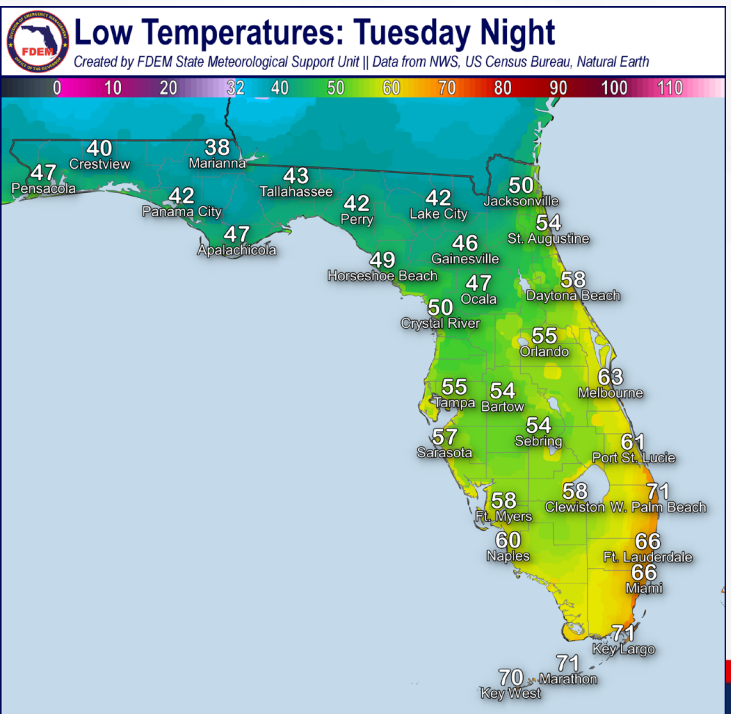 DIVISION OF EMERGENCY MANAGEMENT
FDEM
Low Temperatures: Tuesday Night
Created by FDEM State Meteorological Support Unit || Data from NWS, US Census Bureau, Natural Earth
0 10 20 32 40 50 60 70 80 90 100 110
40
Crestview
38
Marianna
47
Pensacola
43
Tallahassee
42
Panama City
42
Perry
42
Lake City
50
Jacksonville
47
Apalachicola
54
St. Augustine
46
Gainesville
49
Horseshoe Beach
47
Ocala
58
Daytona Beach
50
Crystal River
55
Orlando
63
Melbourne
55
Tampa
54
Bartow
57
Sarasota
54
Sebring
61
Port St. Lucie
58
Ft. Myers
58
Clewiston
71
W. Palm Beach
60
Naples
66
Ft. Lauderdale
66
Miami
71
Key Largo
71
Marathon
70
Key West